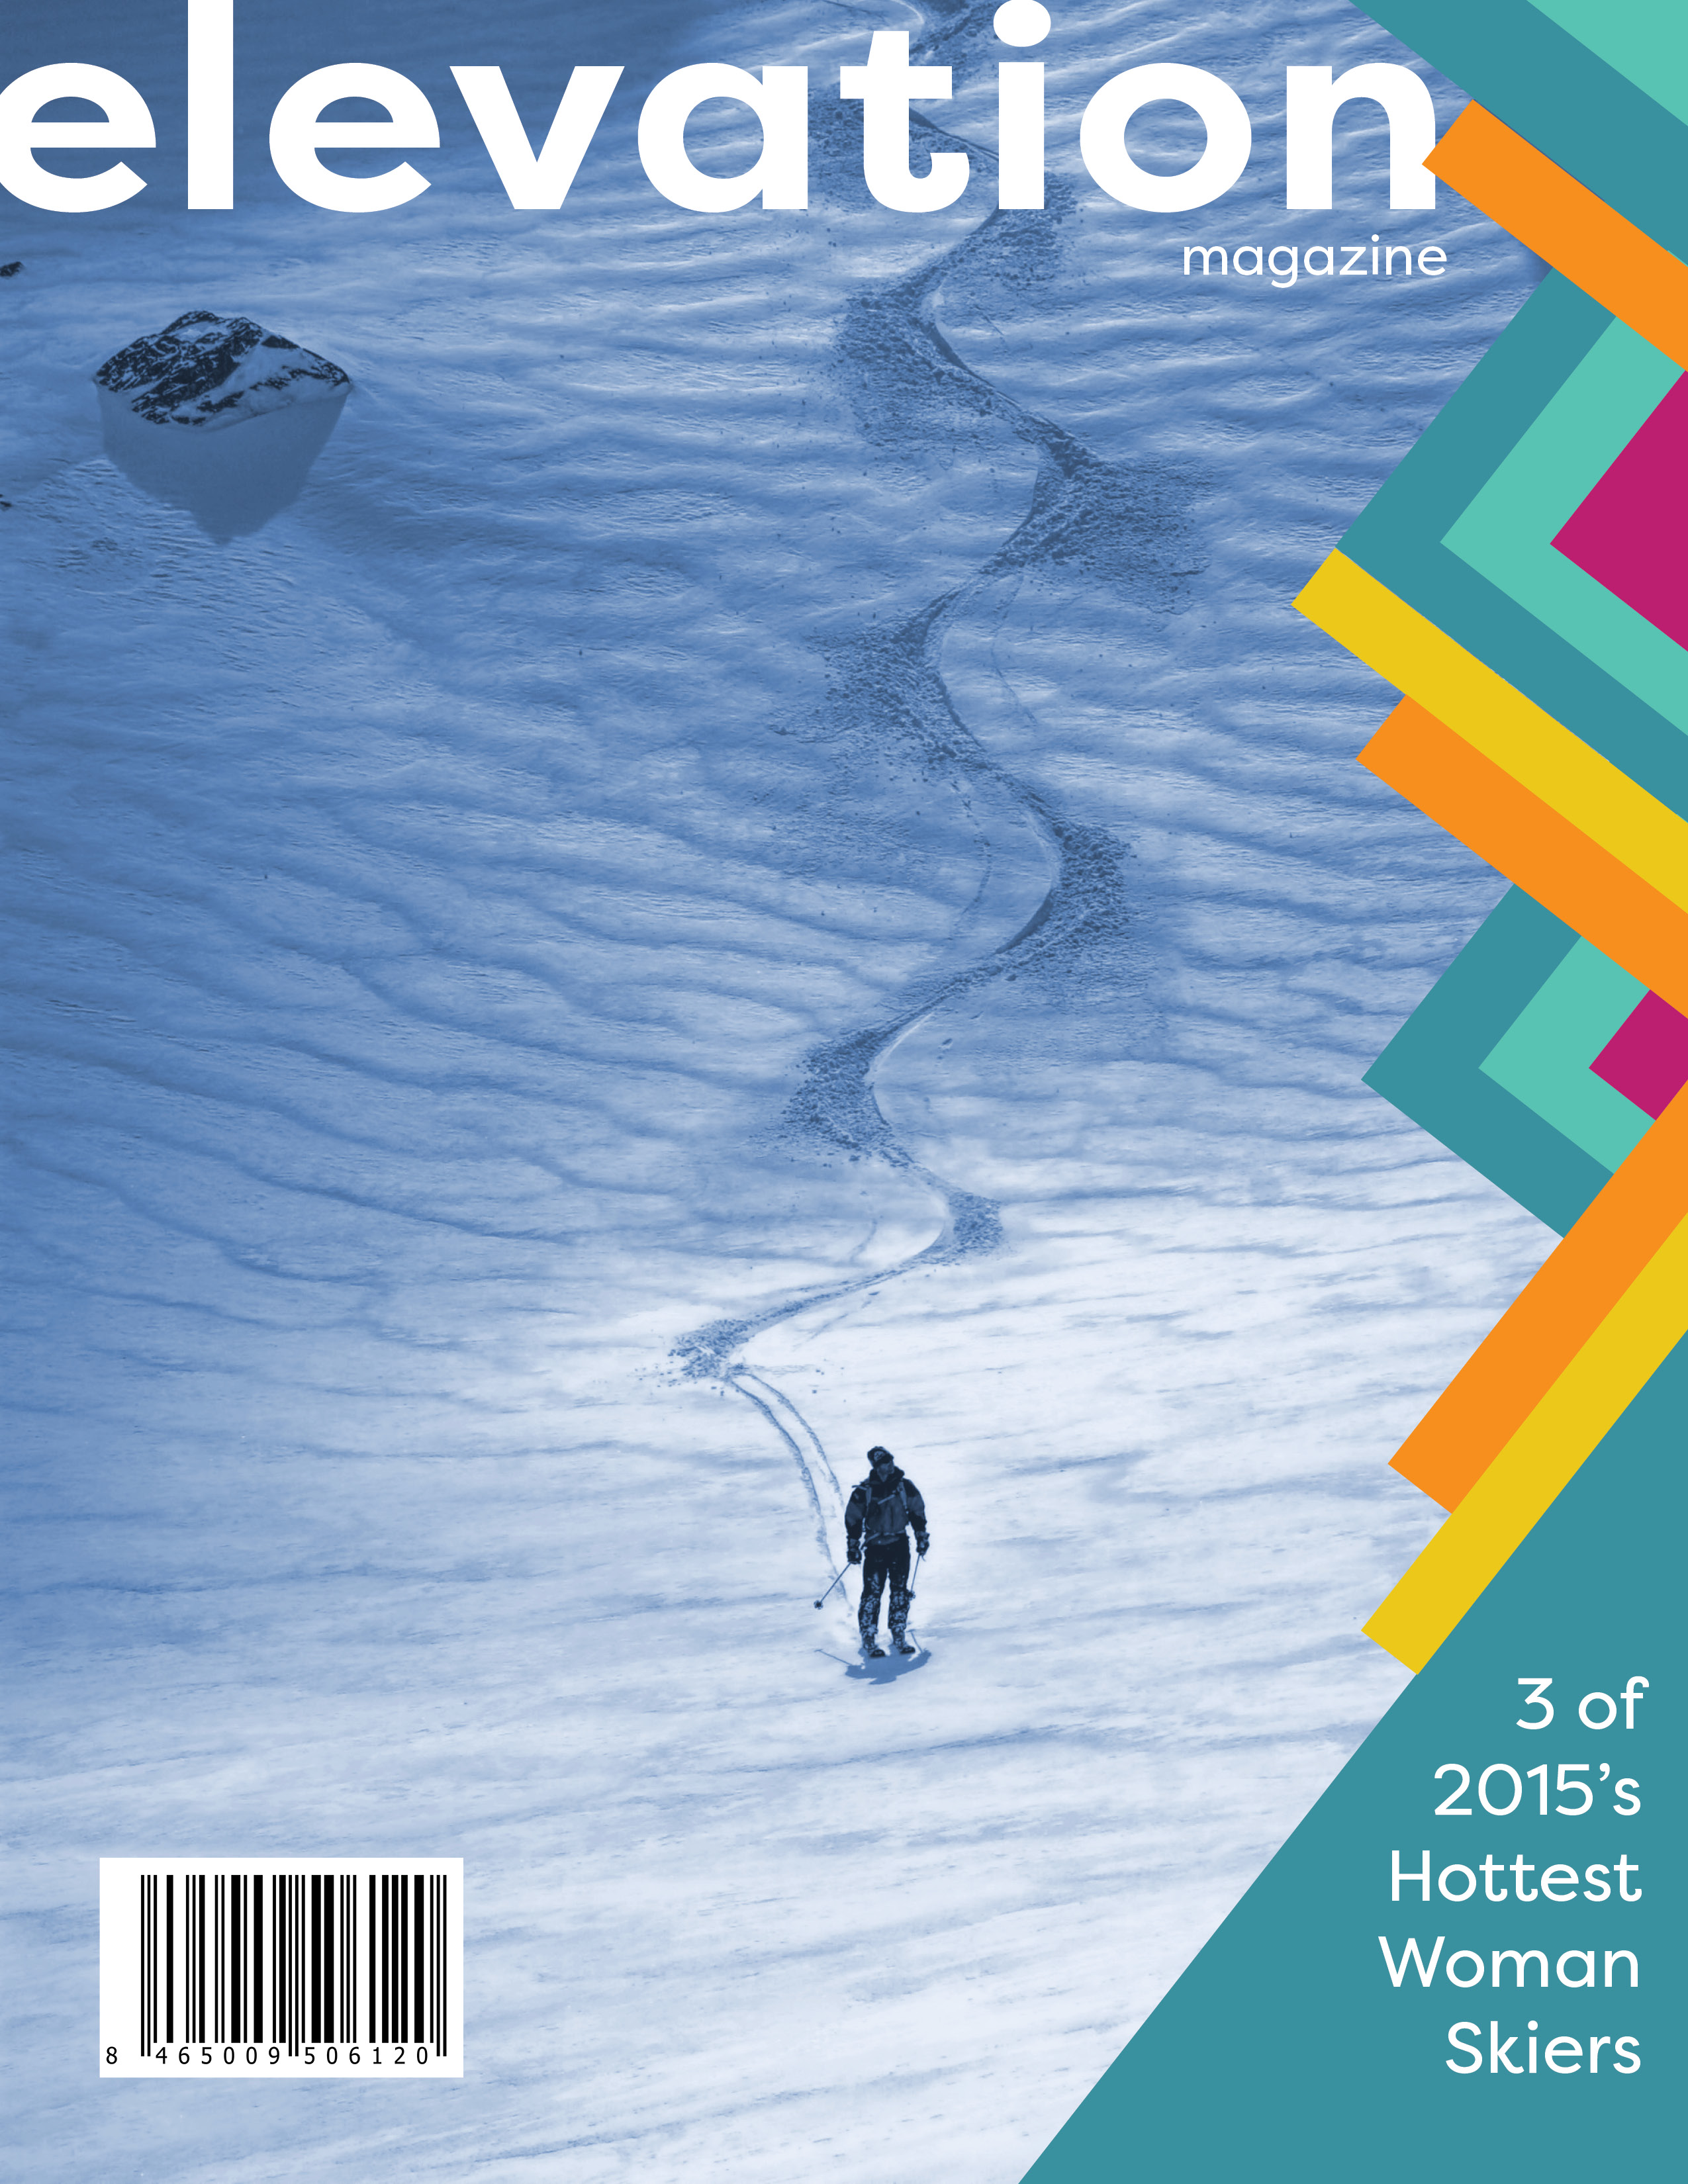 elevation
magazine
3 of
2015’s
Hottest
Woman
Skiers
8 465009 506120